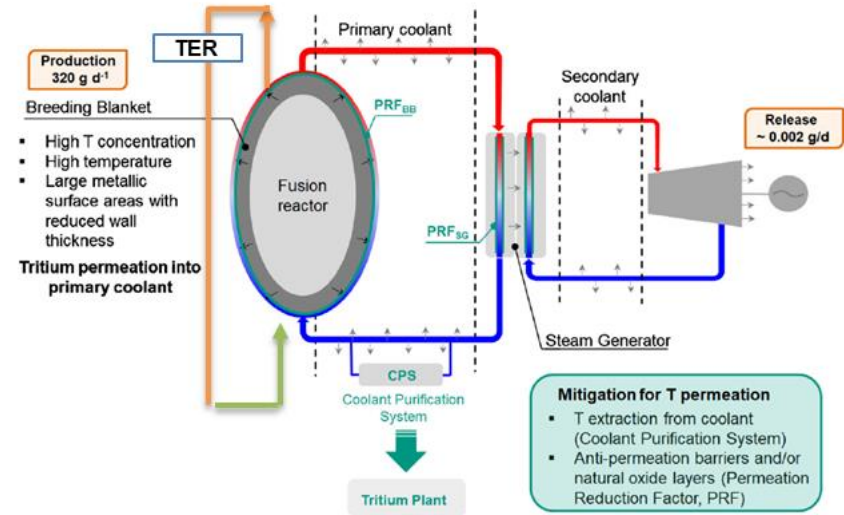 TER
Primary coolant
Production
320 g d⁻¹
Breeding Blanket
▪ High T concentration
▪ High temperature
▪ Large metallic
surface areas with
reduced wall
thickness
Tritium permeation into
primary coolant
PRF_BB
Fusion
reactor
PRF_SG
Secondary
coolant
Release
~ 0.002 g/d
Steam Generator
CPS
Coolant Purification
System
Tritium Plant
Mitigation for T permeation
▪ T extraction from coolant
(Coolant Purification System)
▪ Anti-permeation barriers and/or
natural oxide layers (Permeation
Reduction Factor, PRF)